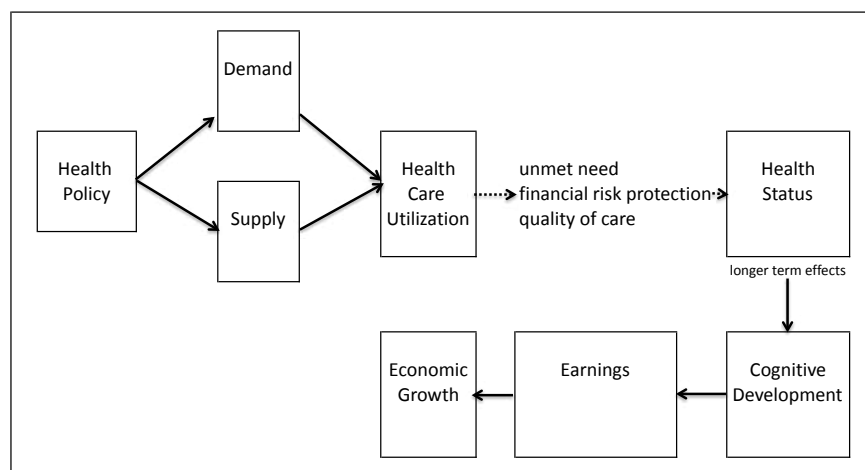 Demand
Health
Policy
Supply
Health
Care
Utilization
unmet need
financial risk protection
quality of care
Health
Status
longer term effects
Cognitive
Development
Earnings
Economic
Growth